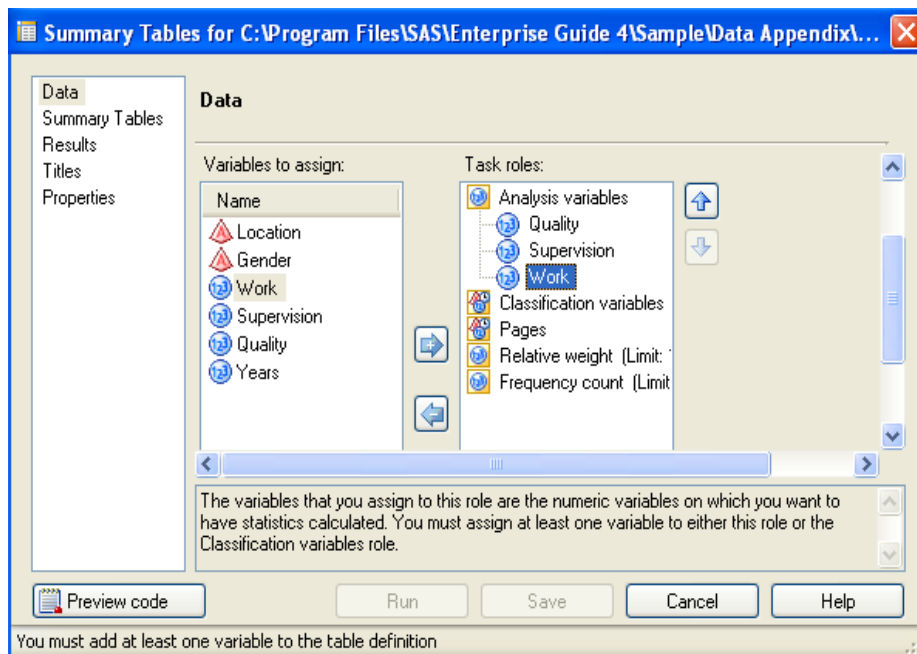 Summary Tables for C:\Program Files\SAS\Enterprise Guide 4\Sample\Data Appendix\...
Data
Summary Tables
Results
Titles
Properties
Data
Variables to assign:
Name
Location
Gender
Work
Supervision
Quality
Years
Task roles:
Analysis variables
Quality
Supervision
Work
Classification variables
Pages
Relative weight (Limit:
Frequency count (Limit
The variables that you assign to this role are the numeric variables on which you want to
have statistics calculated. You must assign at least one variable to either this role or the
Classification variables role.
Preview code
Run
Save
Cancel
Help
You must add at least one variable to the table definition